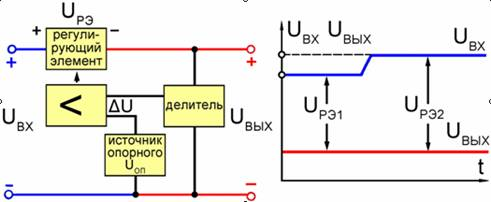 U РЭ
+ −
регули-
рующий
элемент
+ +
<
ΔU
делитель
U ВХ
U ВЫХ
источник
опорного
U оп
− −
U ВХ U ВЫХ
U ВХ
U РЭ1 U РЭ2
U ВЫХ
t